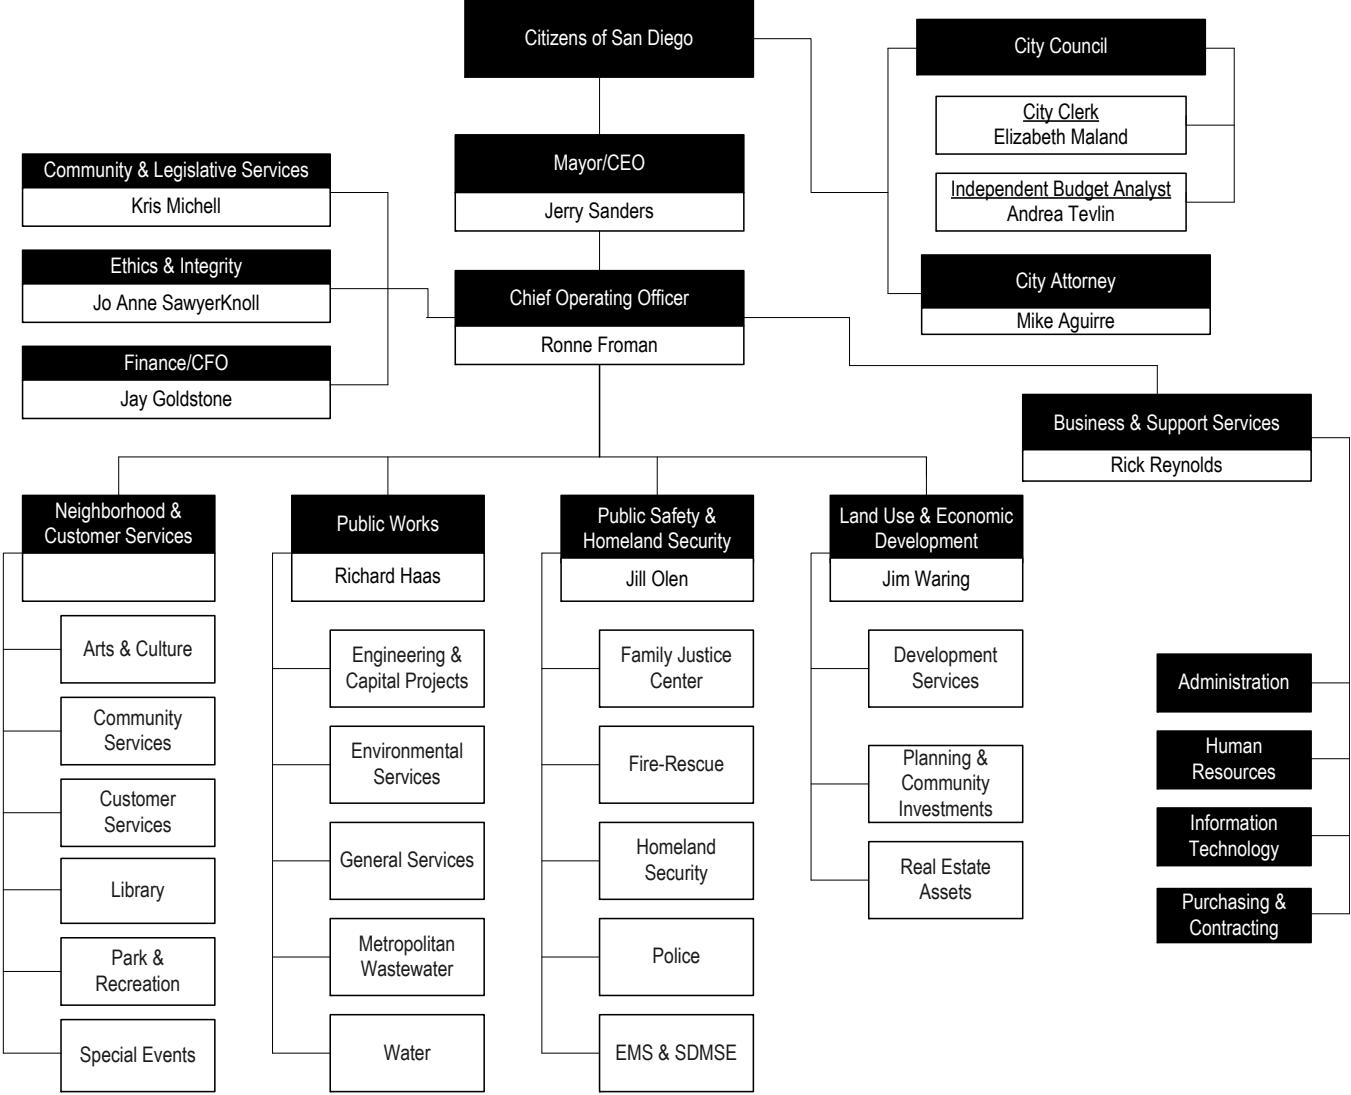 Citizens of San Diego
City Council
City Clerk
Elizabeth Maland
Independent Budget Analyst
Andrea Tevlin
City Attorney
Mike Aguirre
Mayor/CEO
Jerry Sanders
Community & Legislative Services
Kris Michell
Ethics & Integrity
Jo Anne SawyerKnoll
Finance/CFO
Jay Goldstone
Chief Operating Officer
Ronne Froman
Business & Support Services
Rick Reynolds
Neighborhood &
Customer Services
Arts & Culture
Community
Services
Customer
Services
Library
Park &
Recreation
Special Events
Public Works
Richard Haas
Engineering &
Capital Projects
Environmental
Services
General Services
Metropolitan
Wastewater
Water
Public Safety &
Homeland Security
Jill Olen
Family Justice
Center
Fire-Rescue
Homeland
Security
Police
EMS & SDMSE
Land Use & Economic
Development
Jim Waring
Development
Services
Planning &
Community
Investments
Real Estate
Assets
Administration
Human
Resources
Information
Technology
Purchasing &
Contracting